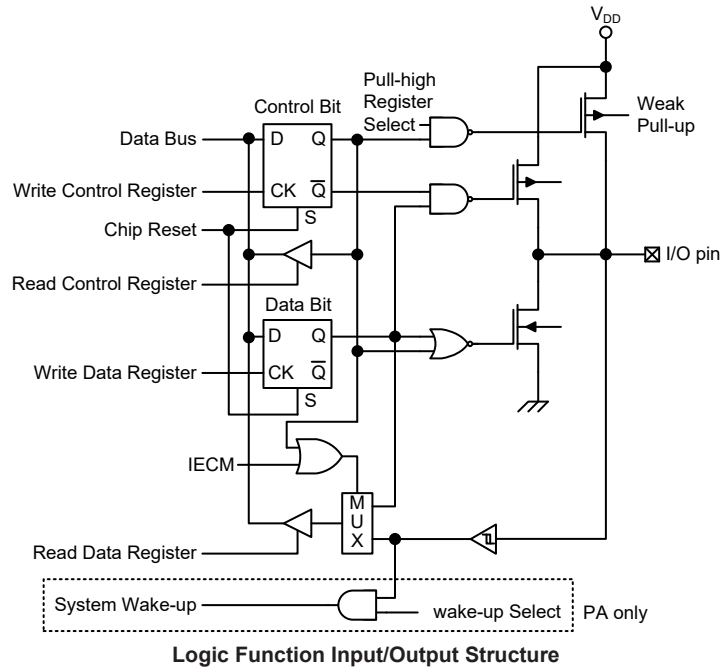 V_DD
Pull-high
Register
Select
Control Bit
Weak
Pull-up
Data Bus
D
Q
Write Control Register
CK
Q̅
Chip Reset
S
I/O pin
Read Control Register
Data Bit
D
Q
Write Data Register
CK
Q̅
S
IECM
M
U
X
Read Data Register
System Wake-up
wake-up Select
PA only
Logic Function Input/Output Structure